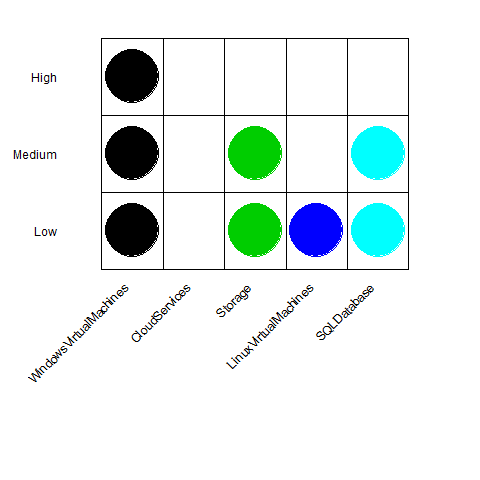 High
Medium
Low
WindowsVirtualMachines
CloudServices
Storage
LinuxVirtualMachines
SQLDatabase